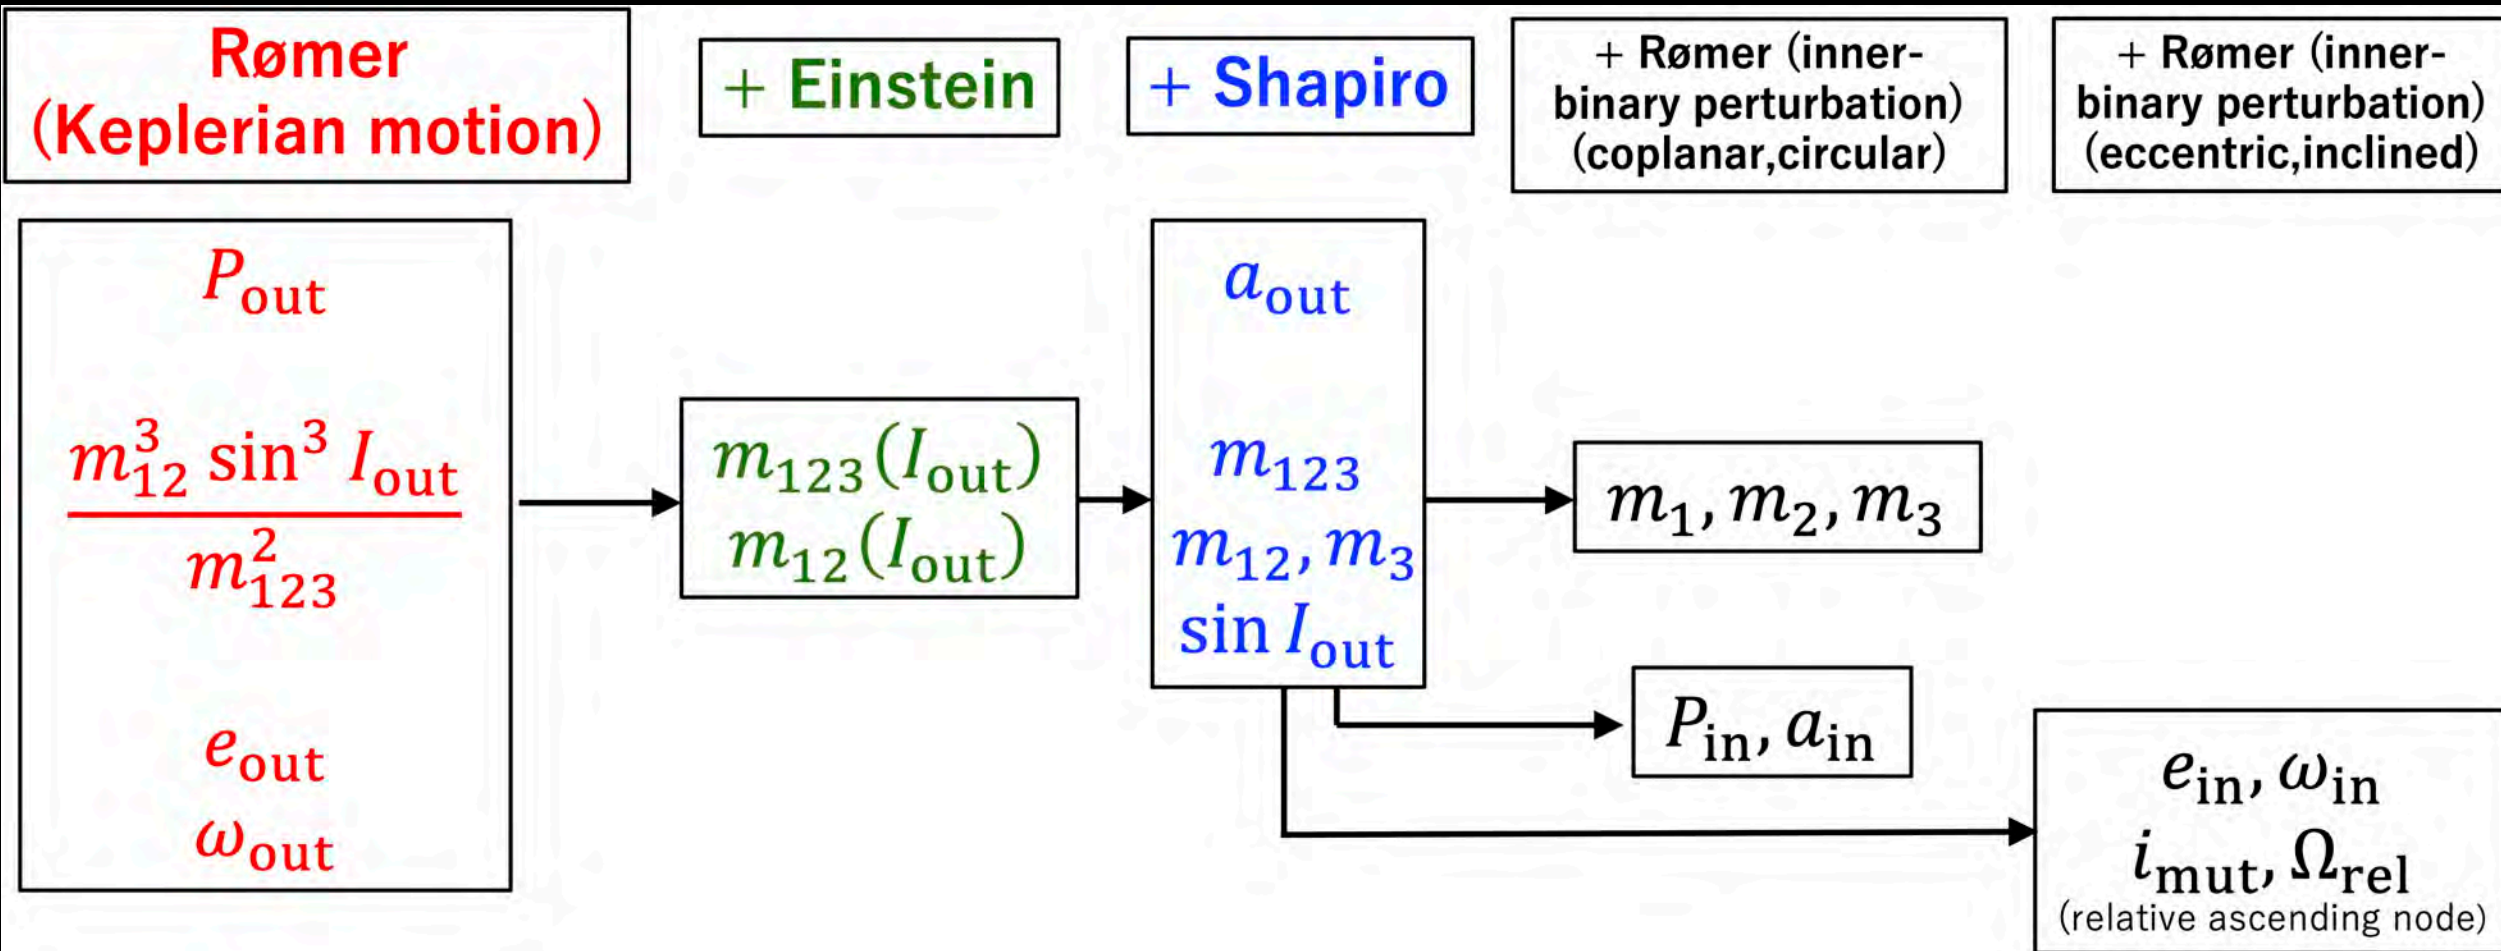 Rømer
(Keplerian motion)
+ Einstein
+ Shapiro
+ Rømer (inner-
binary perturbation)
(coplanar,circular)
+ Rømer (inner-
binary perturbation)
(eccentric,inclined)
P_out
m_12^3 sin^3 I_out
m_123^2
e_out
ω_out
m_123(I_out)
m_12(I_out)
a_out
m_123
m_12, m_3
sin I_out
m_1, m_2, m_3
P_in, a_in
e_in, ω_in
i_mut, Ω_rel
(relative ascending node)